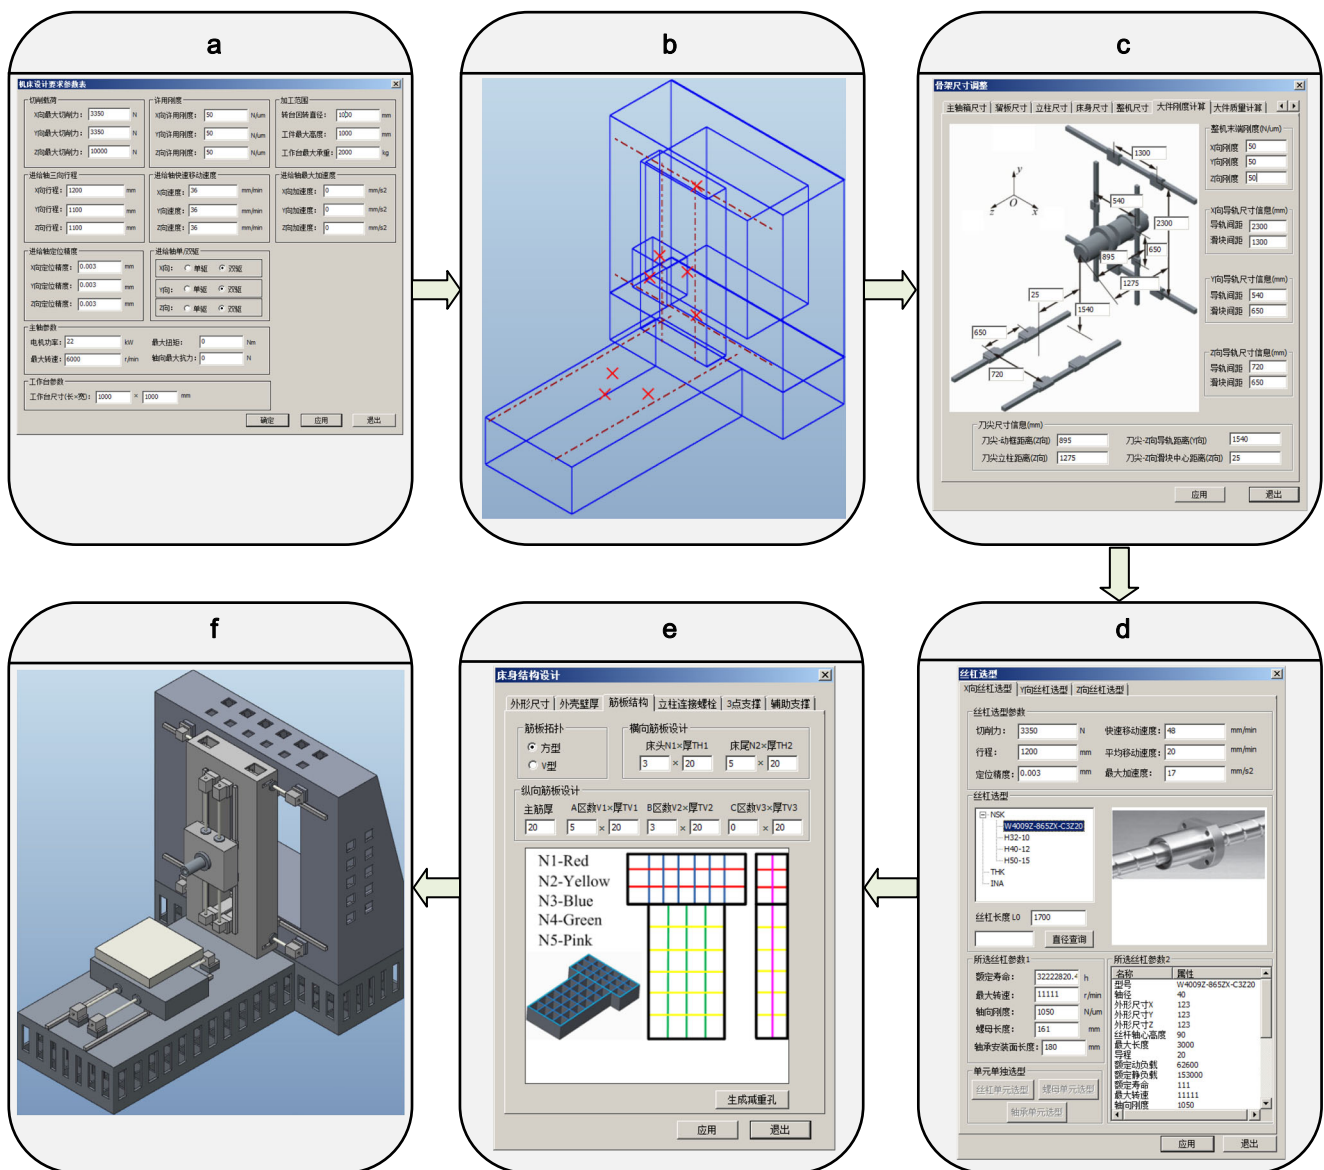 a
机床设计要求参数表
切削载荷
X向最大切削力: 3350 N
Y向最大切削力: 3350 N
Z向最大切削力: 10000 N
许用刚度
X向许用刚度: 50 N/um
Y向许用刚度: 50 N/um
Z向许用刚度: 50 N/um
加工范围
转台回转直径: 1000 mm
工件最大高度: 1000 mm
工作台最大承重: 2000 kg
进给轴三向行程
X向行程: 1200 mm
Y向行程: 1100 mm
Z向行程: 1100 mm
进给轴快速移动速度
X向速度: 36 mm/min
Y向速度: 36 mm/min
Z向速度: 36 mm/min
进给轴最大加速度
X向加速度: 0 mm/s2
Y向加速度: 0 mm/s2
Z向加速度: 0 mm/s2
进给轴定位精度
X向定位精度: 0.003 mm
Y向定位精度: 0.003 mm
Z向定位精度: 0.003 mm
进给轴单/双驱
X向: 单驱 双驱
Y向: 单驱 双驱
Z向: 单驱 双驱
主轴参数
电机功率: 22 kW
最大扭矩: 0 Nm
最大转速: 6000 r/min
轴向最大抗力: 0 N
工作台参数
工作台尺寸(长×宽): 1000 × 1000 mm
确定 应用 退出
b
c
骨架尺寸调整
主轴箱尺寸 溜板尺寸 立柱尺寸 床身尺寸 整机尺寸 大件刚度计算 大件质量计算
y
z O x
1300
540
2300
650
895
1275
25
1540
650
720
整机末端刚度(N/um)
X向刚度 50
Y向刚度 50
Z向刚度 50
X向导轨尺寸信息(mm)
导轨间距 2300
滑块间距 1300
Y向导轨尺寸信息(mm)
导轨间距 540
滑块间距 650
Z向导轨尺寸信息(mm)
导轨间距 720
滑块间距 650
刀尖尺寸信息(mm)
刀尖-动框距离(Z向) 895
刀尖-Z向导轨距离(Y向) 1540
刀尖立柱距离(Z向) 1275
刀尖-Z向滑块中心距离(Z向) 25
应用 退出
d
丝杠选型
X向丝杠选型 Y向丝杠选型 Z向丝杠选型
丝杠选型参数
切削力: 3350 N
快速移动速度: 48 mm/min
行程: 1200 mm
平均移动速度: 20 mm/min
定位精度: 0.003 mm
最大加速度: 17 mm/s2
丝杠选型
NSK
W4009Z-865ZX-C3Z20
H32-10
H40-12
H50-15
THK
INA
丝杠长度 L0 1700
直径查询
所选丝杠参数1
额定寿命: 32222820.4 h
最大转速: 11111 r/min
轴向刚度: 1050 N/um
螺母长度: 161 mm
轴承安装面长度: 180 mm
单元单独选型
丝杠单元选型 螺母单元选型
轴承单元选型
所选丝杠参数2
名称 属性
型号 W4009Z-865ZX-C3Z20
轴径 40
外形尺寸X 123
外形尺寸Y 123
外形尺寸Z 123
丝杆轴心高度 90
最大长度 3000
导程 20
额定动负载 62600
额定静负载 153000
额定寿命 111
最大转速 11111
轴向刚度 1050
应用 退出
e
床身结构设计
外形尺寸 外壳壁厚 筋板结构 立柱连接螺栓 3点支撑 辅助支撑
筋板拓扑
方型
V型
横向筋板设计
床头N1×厚TH1 床尾N2×厚TH2
3 × 20 5 × 20
纵向筋板设计
主筋厚 A区数V1×厚TV1 B区数V2×厚TV2 C区数V3×厚TV3
20 5 × 20 3 × 20 0 × 20
N1-Red
N2-Yellow
N3-Blue
N4-Green
N5-Pink
生成减重孔
应用 退出
f